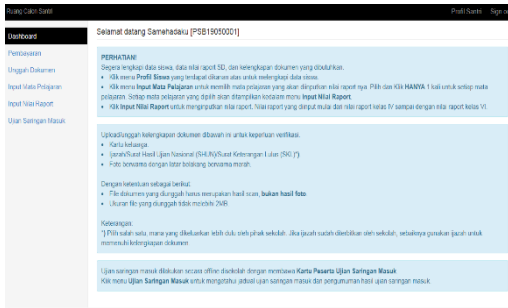 Ruang Calon Santri
Profil Santri Sign o
Dashboard
Pembayaran
Unggah Dokumen
Input Mata Pelajaran
Input Nilai Raport
Ujian Saringan Masuk
Selamat datang Samehadaku [PSB19050001]
PERHATIAN!
Segera lengkapi data siswa, data nilai raport SD, dan kelengkapan dokumen yang dibutuhkan.
• Klik menu Profil Siswa yang terdapat dikanan atas untuk melengkapi data siswa.
• Klik menu Input Mata Pelajaran untuk memilih mata pelajaran yang akan diinputkan nilai raport nya. Pilih dan Klik HANYA 1 kali untuk setiap mata
pelajaran. Setiap mata pelajaran yang dipilih akan ditampilkan kedalam menu Input Nilai Raport.
• Klik Input Nilai Raport untuk menginputkan nilai raport. Nilai raport yang diinput mulai dari nilai raport kelas IV sampai dengan nilai raport kelas VI.
Upload/unggah kelengkapan dokumen dibawah ini untuk keperluan verifikasi.
• Kartu keluarga.
• Ijazah/Surat Hasil Ujian Nasional (SHUN)/Surat Keterangan Lulus (SKL)*)
• Foto berwarna dengan latar belakang berwarna merah.
Dengan ketentuan sebagai berikut:
• File dokumen yang diunggah harus merupakan hasil scan, bukan hasil foto
• Ukuran file yang diunggah tidak melebihi 2MB
Keterangan:
*) Pilih salah satu, mana yang dikeluarkan lebih dulu oleh pihak sekolah. Jika ijazah sudah diterbitkan oleh sekolah, sebaiknya gunakan ijazah untuk
memenuhi kelengkapan dokumen
Ujian saringan masuk dilakukan secara offline disekolah dengan membawa Kartu Peserta Ujian Saringan Masuk
Klik menu Ujian Saringan Masuk untuk mengetahui jadual ujian saringan masuk dan pengumuman hasil ujian saringan masuk